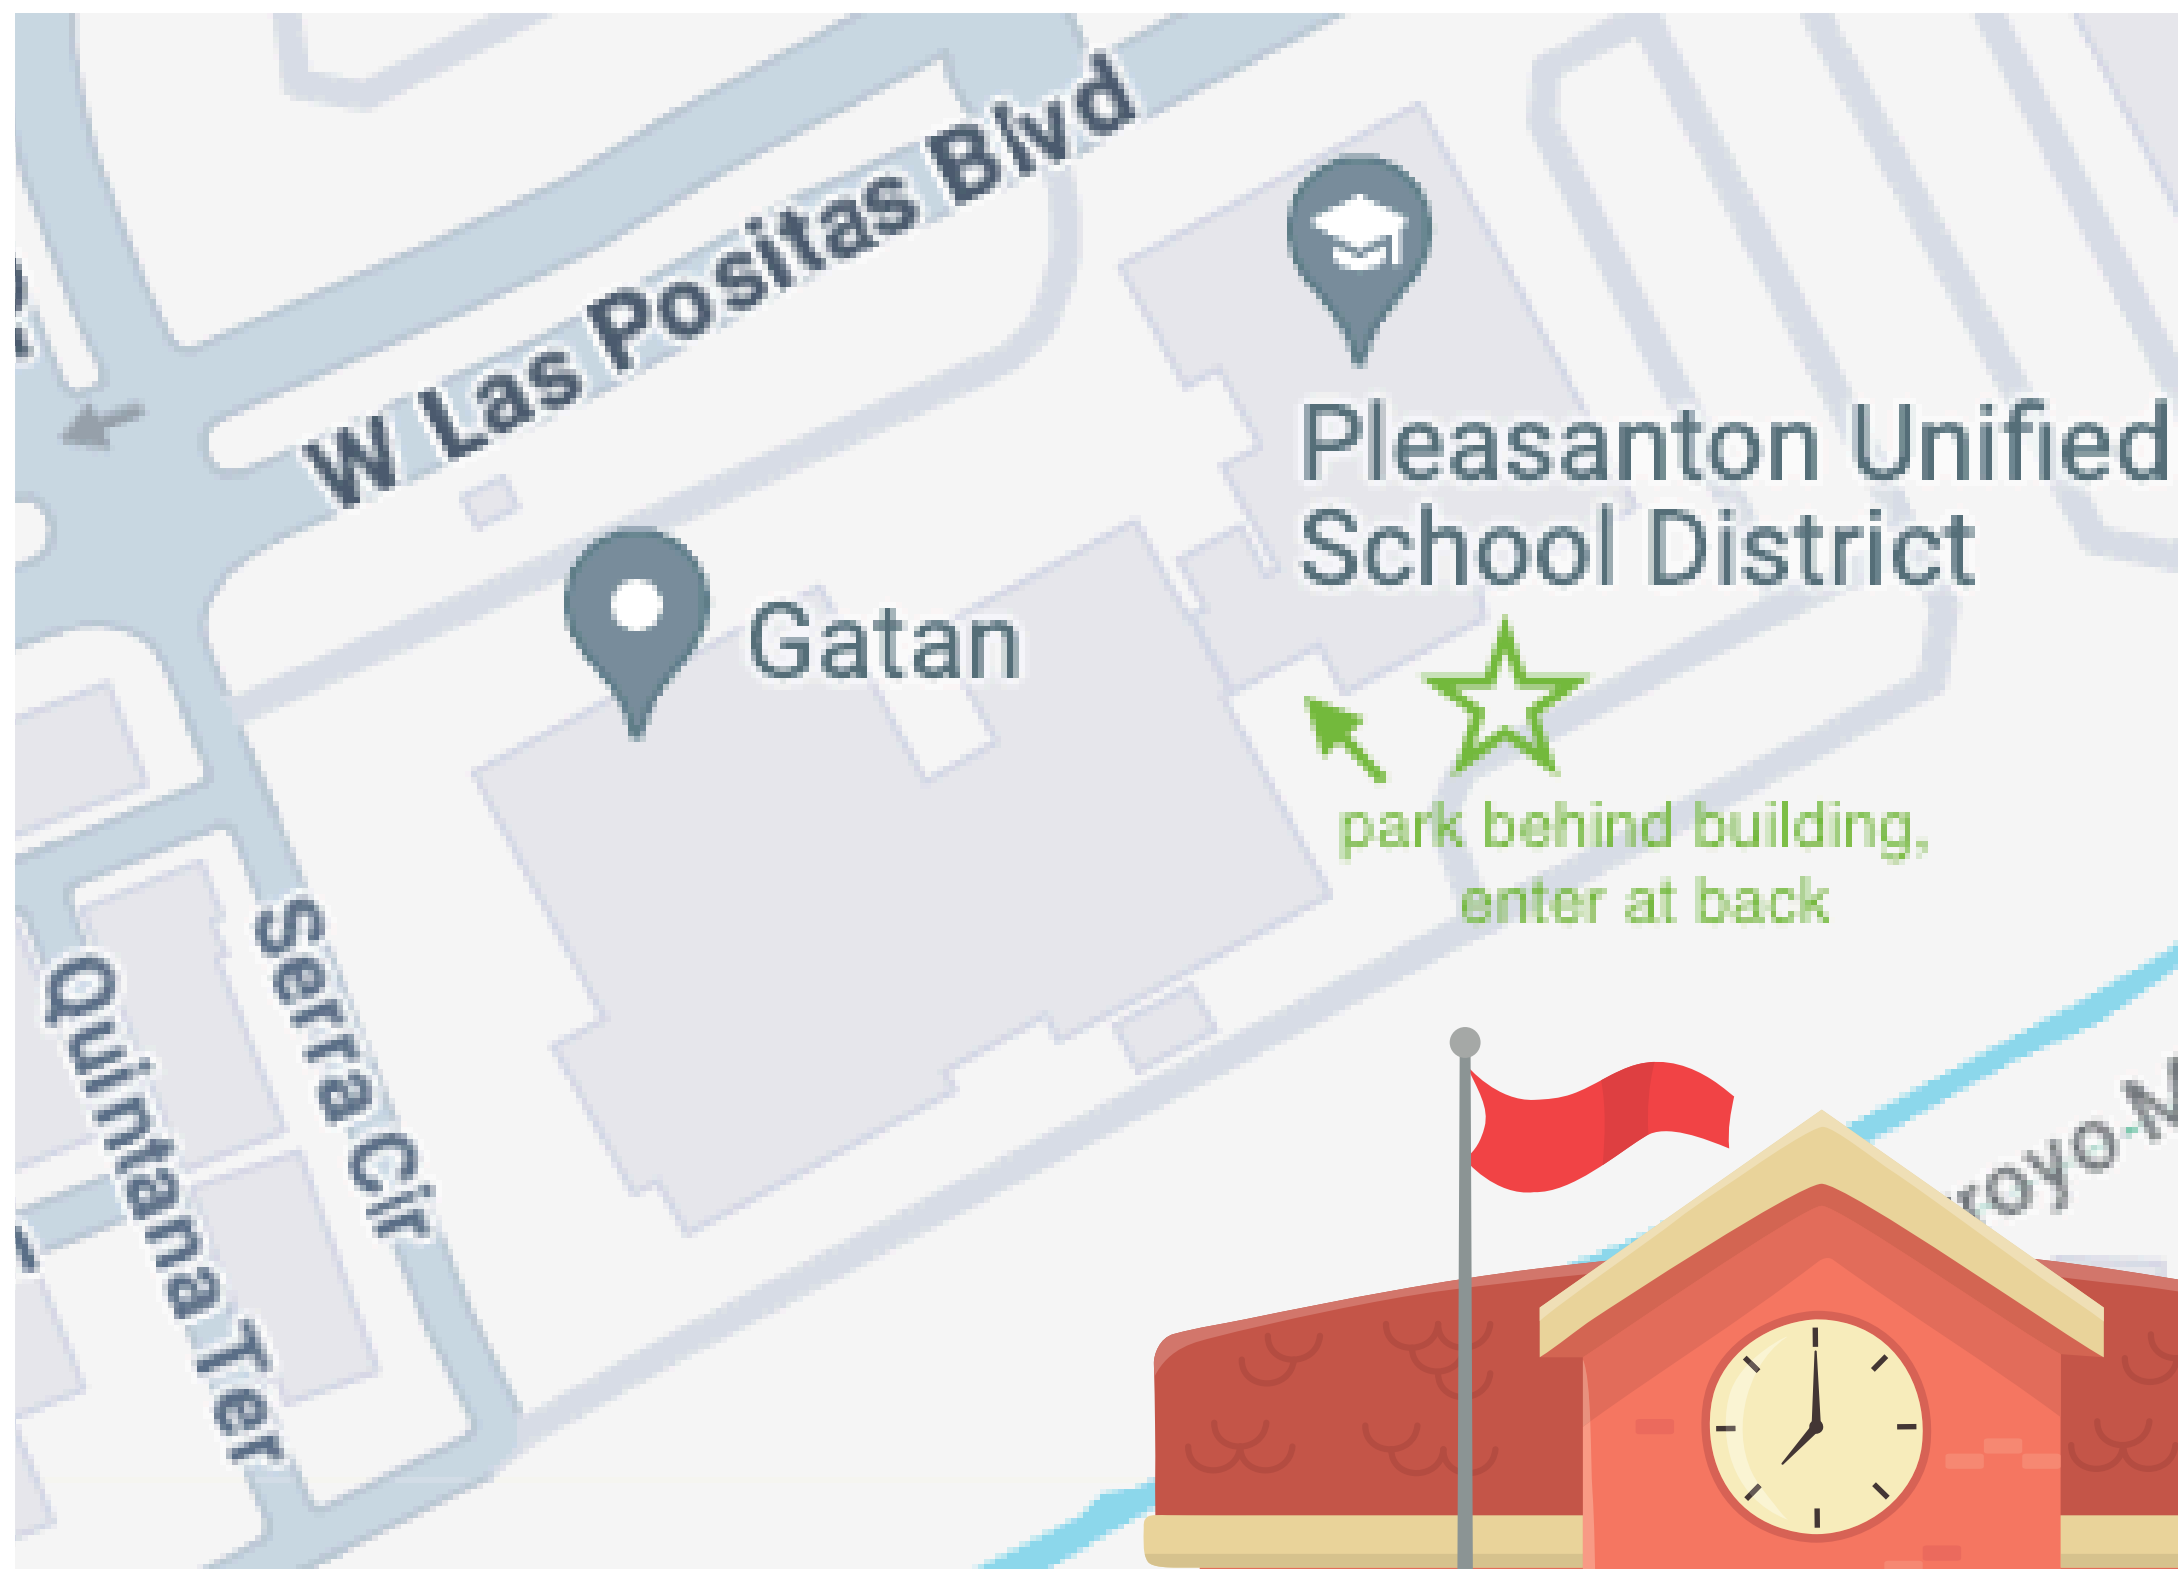 W Las Positas Blvd
Pleasanton Unified
School District
Gatan
park behind building,
enter at back
Serra Cir
Quintana Ter